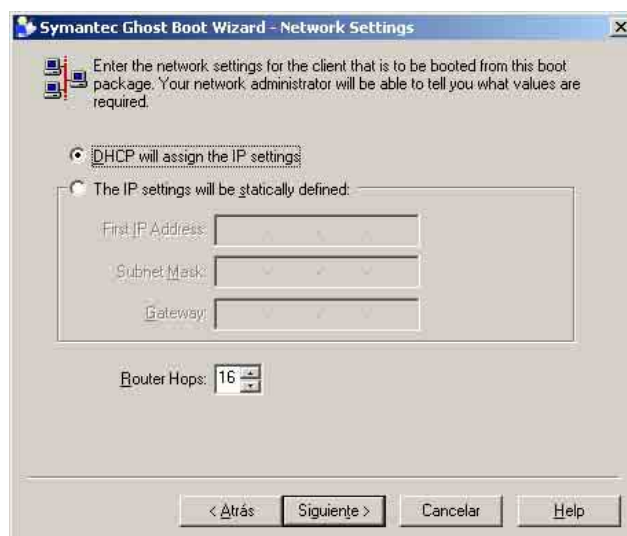 Symantec Ghost Boot Wizard - Network Settings
Enter the network settings for the client that is to be booted from this boot
package. Your network administrator will be able to tell you what values are
required.
DHCP will assign the IP settings
The IP settings will be statically defined:
First IP Address:
Subnet Mask:
Gateway:
Router Hops: 16
< Atrás Siguiente > Cancelar Help